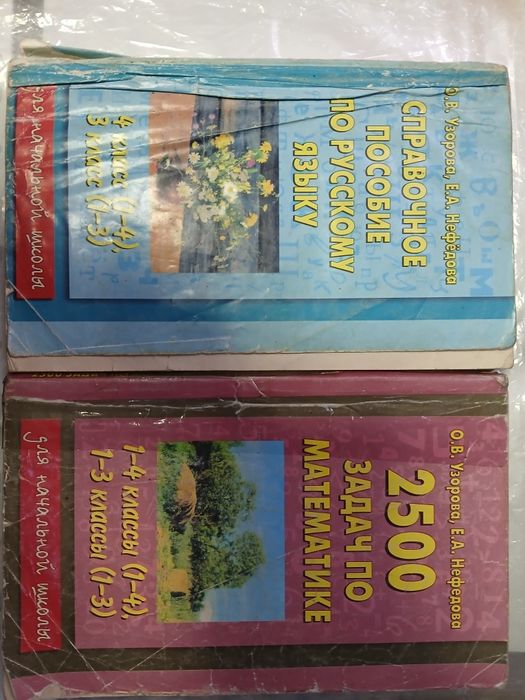 О. В. Узорова, Е.А. Нефёдова
СПРАВОЧНОЕ
ПОСОБИЕ
ПО РУССКОМУ
ЯЗЫКУ
4 КЛАСС (1–4),
3 КЛАСС (1–3)
для начальной школы
О. В. Узорова, Е.А. Нефедова
2500
ЗАДАЧ ПО
МАТЕМАТИКЕ
1–4 КЛАССЫ (1–4),
1–3 КЛАССЫ (1–3)
для начальной школы